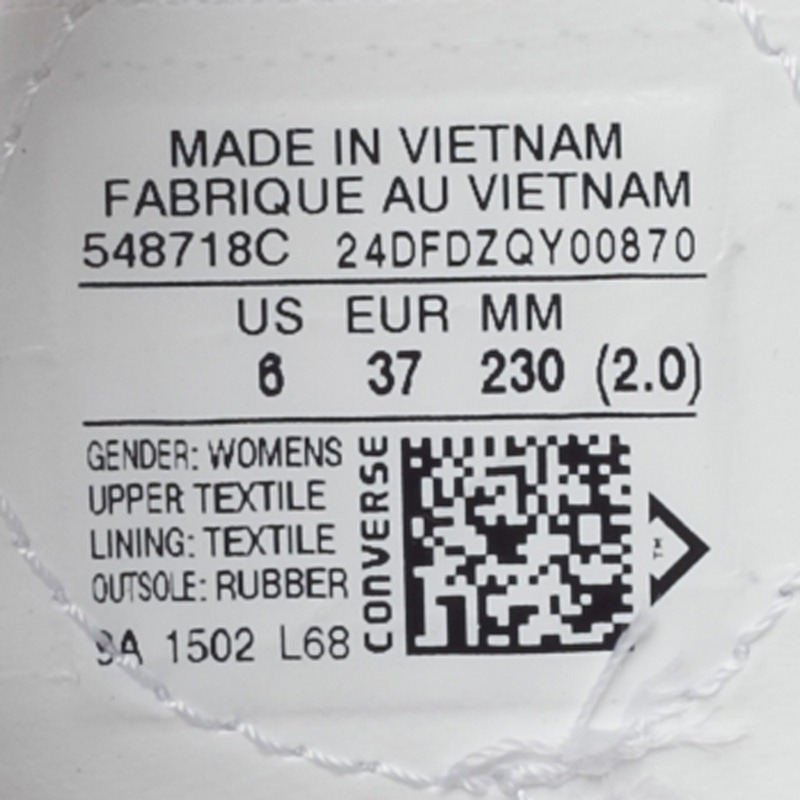 MADE IN VIETNAM
FABRIQUE AU VIETNAM
548718C 24DFDZQY00870
US EUR MM
6 37 230 (2.0)
GENDER: WOMENS
UPPER TEXTILE
LINING: TEXTILE
OUTSOLE: RUBBER
1502 L68
CONVERSE
TM